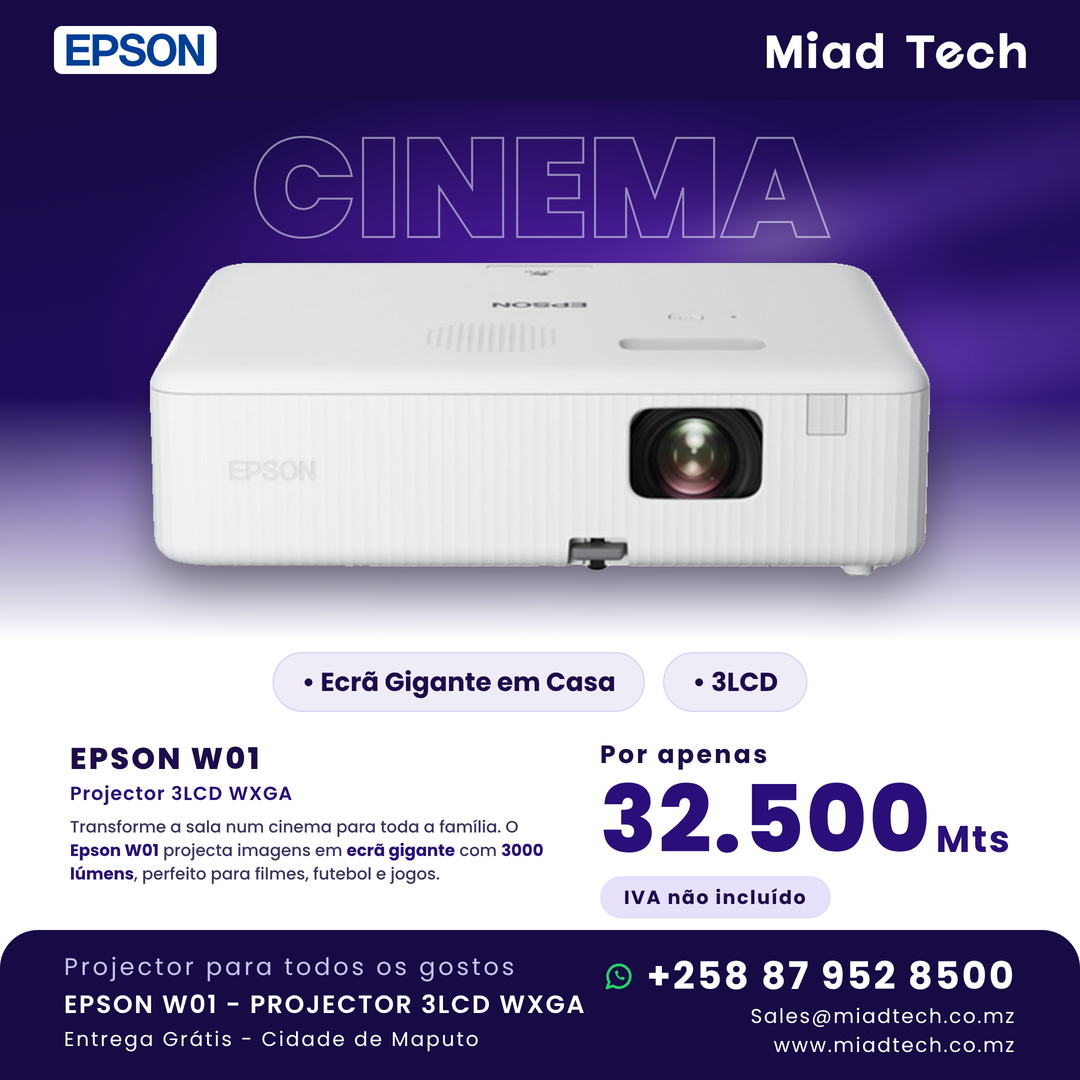 EPSON
Miad Tech
CINEMA
EPSON
EPSON
• Ecrã Gigante em Casa
• 3LCD
EPSON W01
Projector 3LCD WXGA
Transforme a sala num cinema para toda a família. O
Epson W01 projecta imagens em ecrã gigante com 3000
lúmens, perfeito para filmes, futebol e jogos.
Por apenas
32.500 Mts
IVA não incluído
Projector para todos os gostos
EPSON W01 - PROJECTOR 3LCD WXGA
Entrega Grátis - Cidade de Maputo
+258 87 952 8500
Sales@miadtech.co.mz
www.miadtech.co.mz